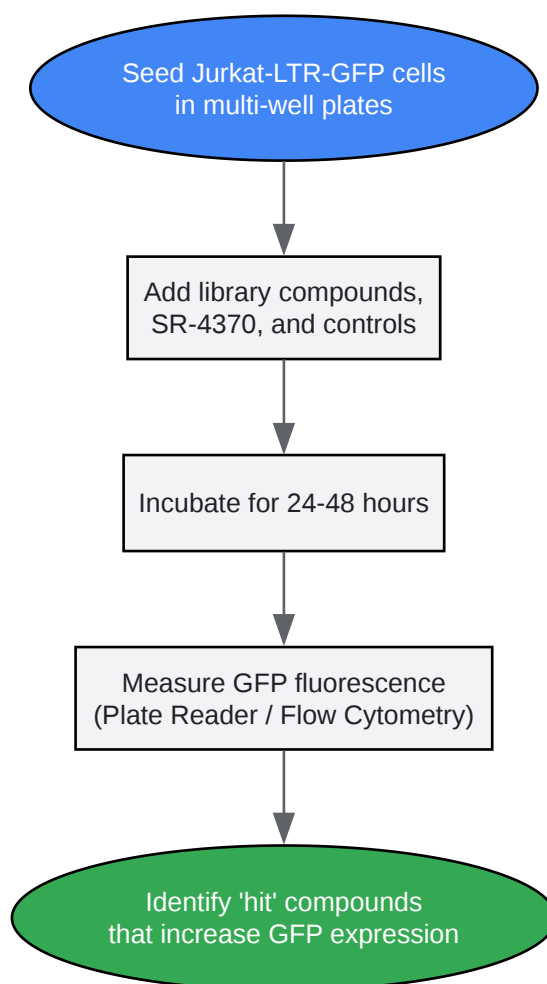 Seed Jurkat-LTR-GFP cells
in multi-well plates
Add library compounds,
SR-4370, and controls
Incubate for 24-48 hours
Measure GFP fluorescence
(Plate Reader / Flow Cytometry)
Identify 'hit' compounds
that increase GFP expression